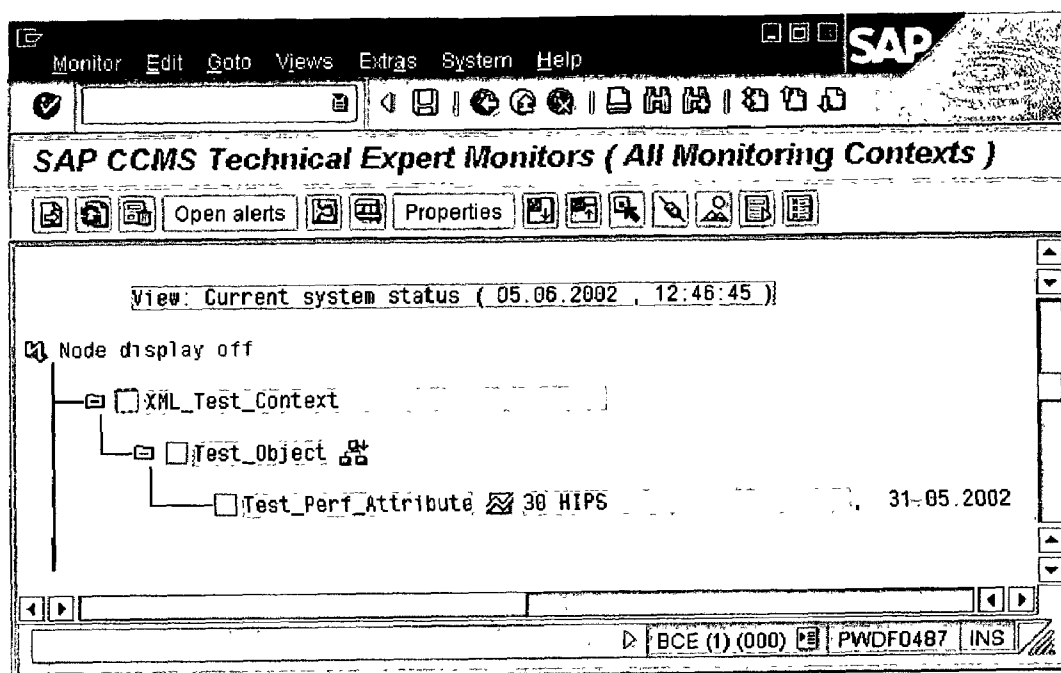 SAP
Monitor Edit Goto Views Extras System Help
SAP CCMS Technical Expert Monitors ( All Monitoring Contexts )
Open alerts Properties
View: Current system status ( 05.06.2002 , 12:46:45 )
Node display off
XML_Test_Context
Test_Object
Test_Perf_Attribute 30 HIPS , 31-05.2002
BCE (1) (000) PWDF0487 INS